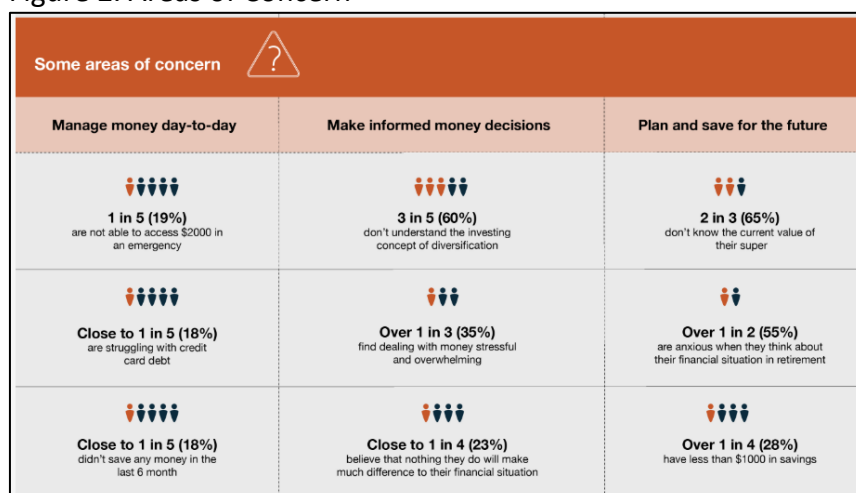 Figure 2: Areas of Concern
Some areas of concern
?
Manage money day-to-day
Make informed money decisions
Plan and save for the future
1 in 5 (19%)
are not able to access $2000 in
an emergency
3 in 5 (60%)
don't understand the investing
concept of diversification
2 in 3 (65%)
don't know the current value of
their super
Close to 1 in 5 (18%)
are struggling with credit
card debt
Over 1 in 3 (35%)
find dealing with money stressful
and overwhelming
Over 1 in 2 (55%)
are anxious when they think about
their financial situation in retirement
Close to 1 in 5 (18%)
didn't save any money in the
last 6 month
Close to 1 in 4 (23%)
believe that nothing they do will make
much difference to their financial situation
Over 1 in 4 (28%)
have less than $1000 in savings